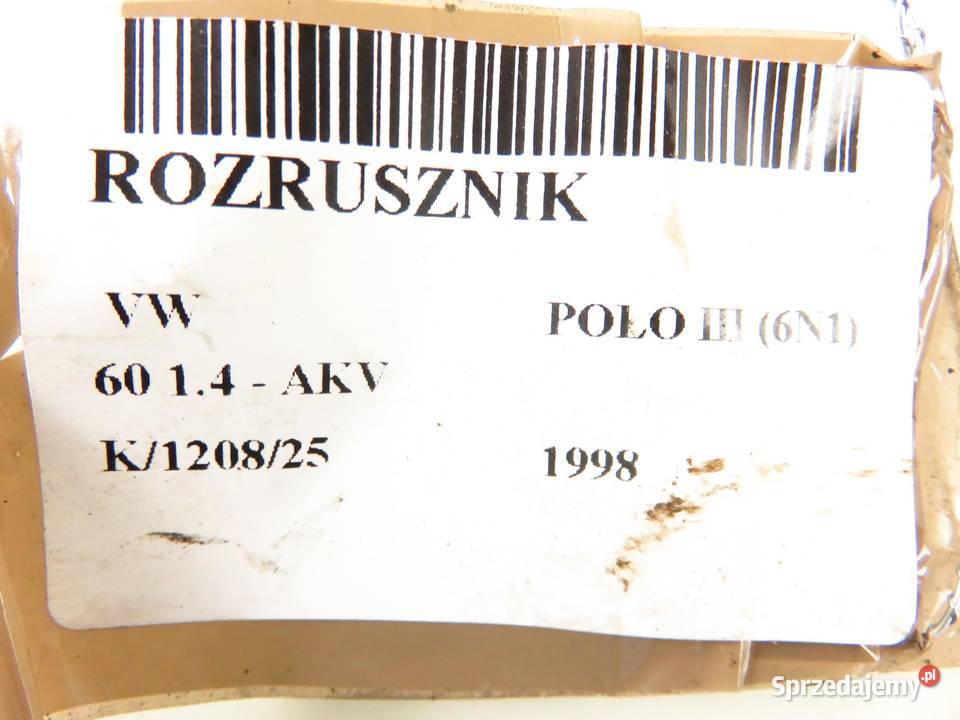 ROZRUSZNIK
VW POLO III (6N1)
60 1.4 - AKV
K/1208/25 1998
Sprzedajemy.pl